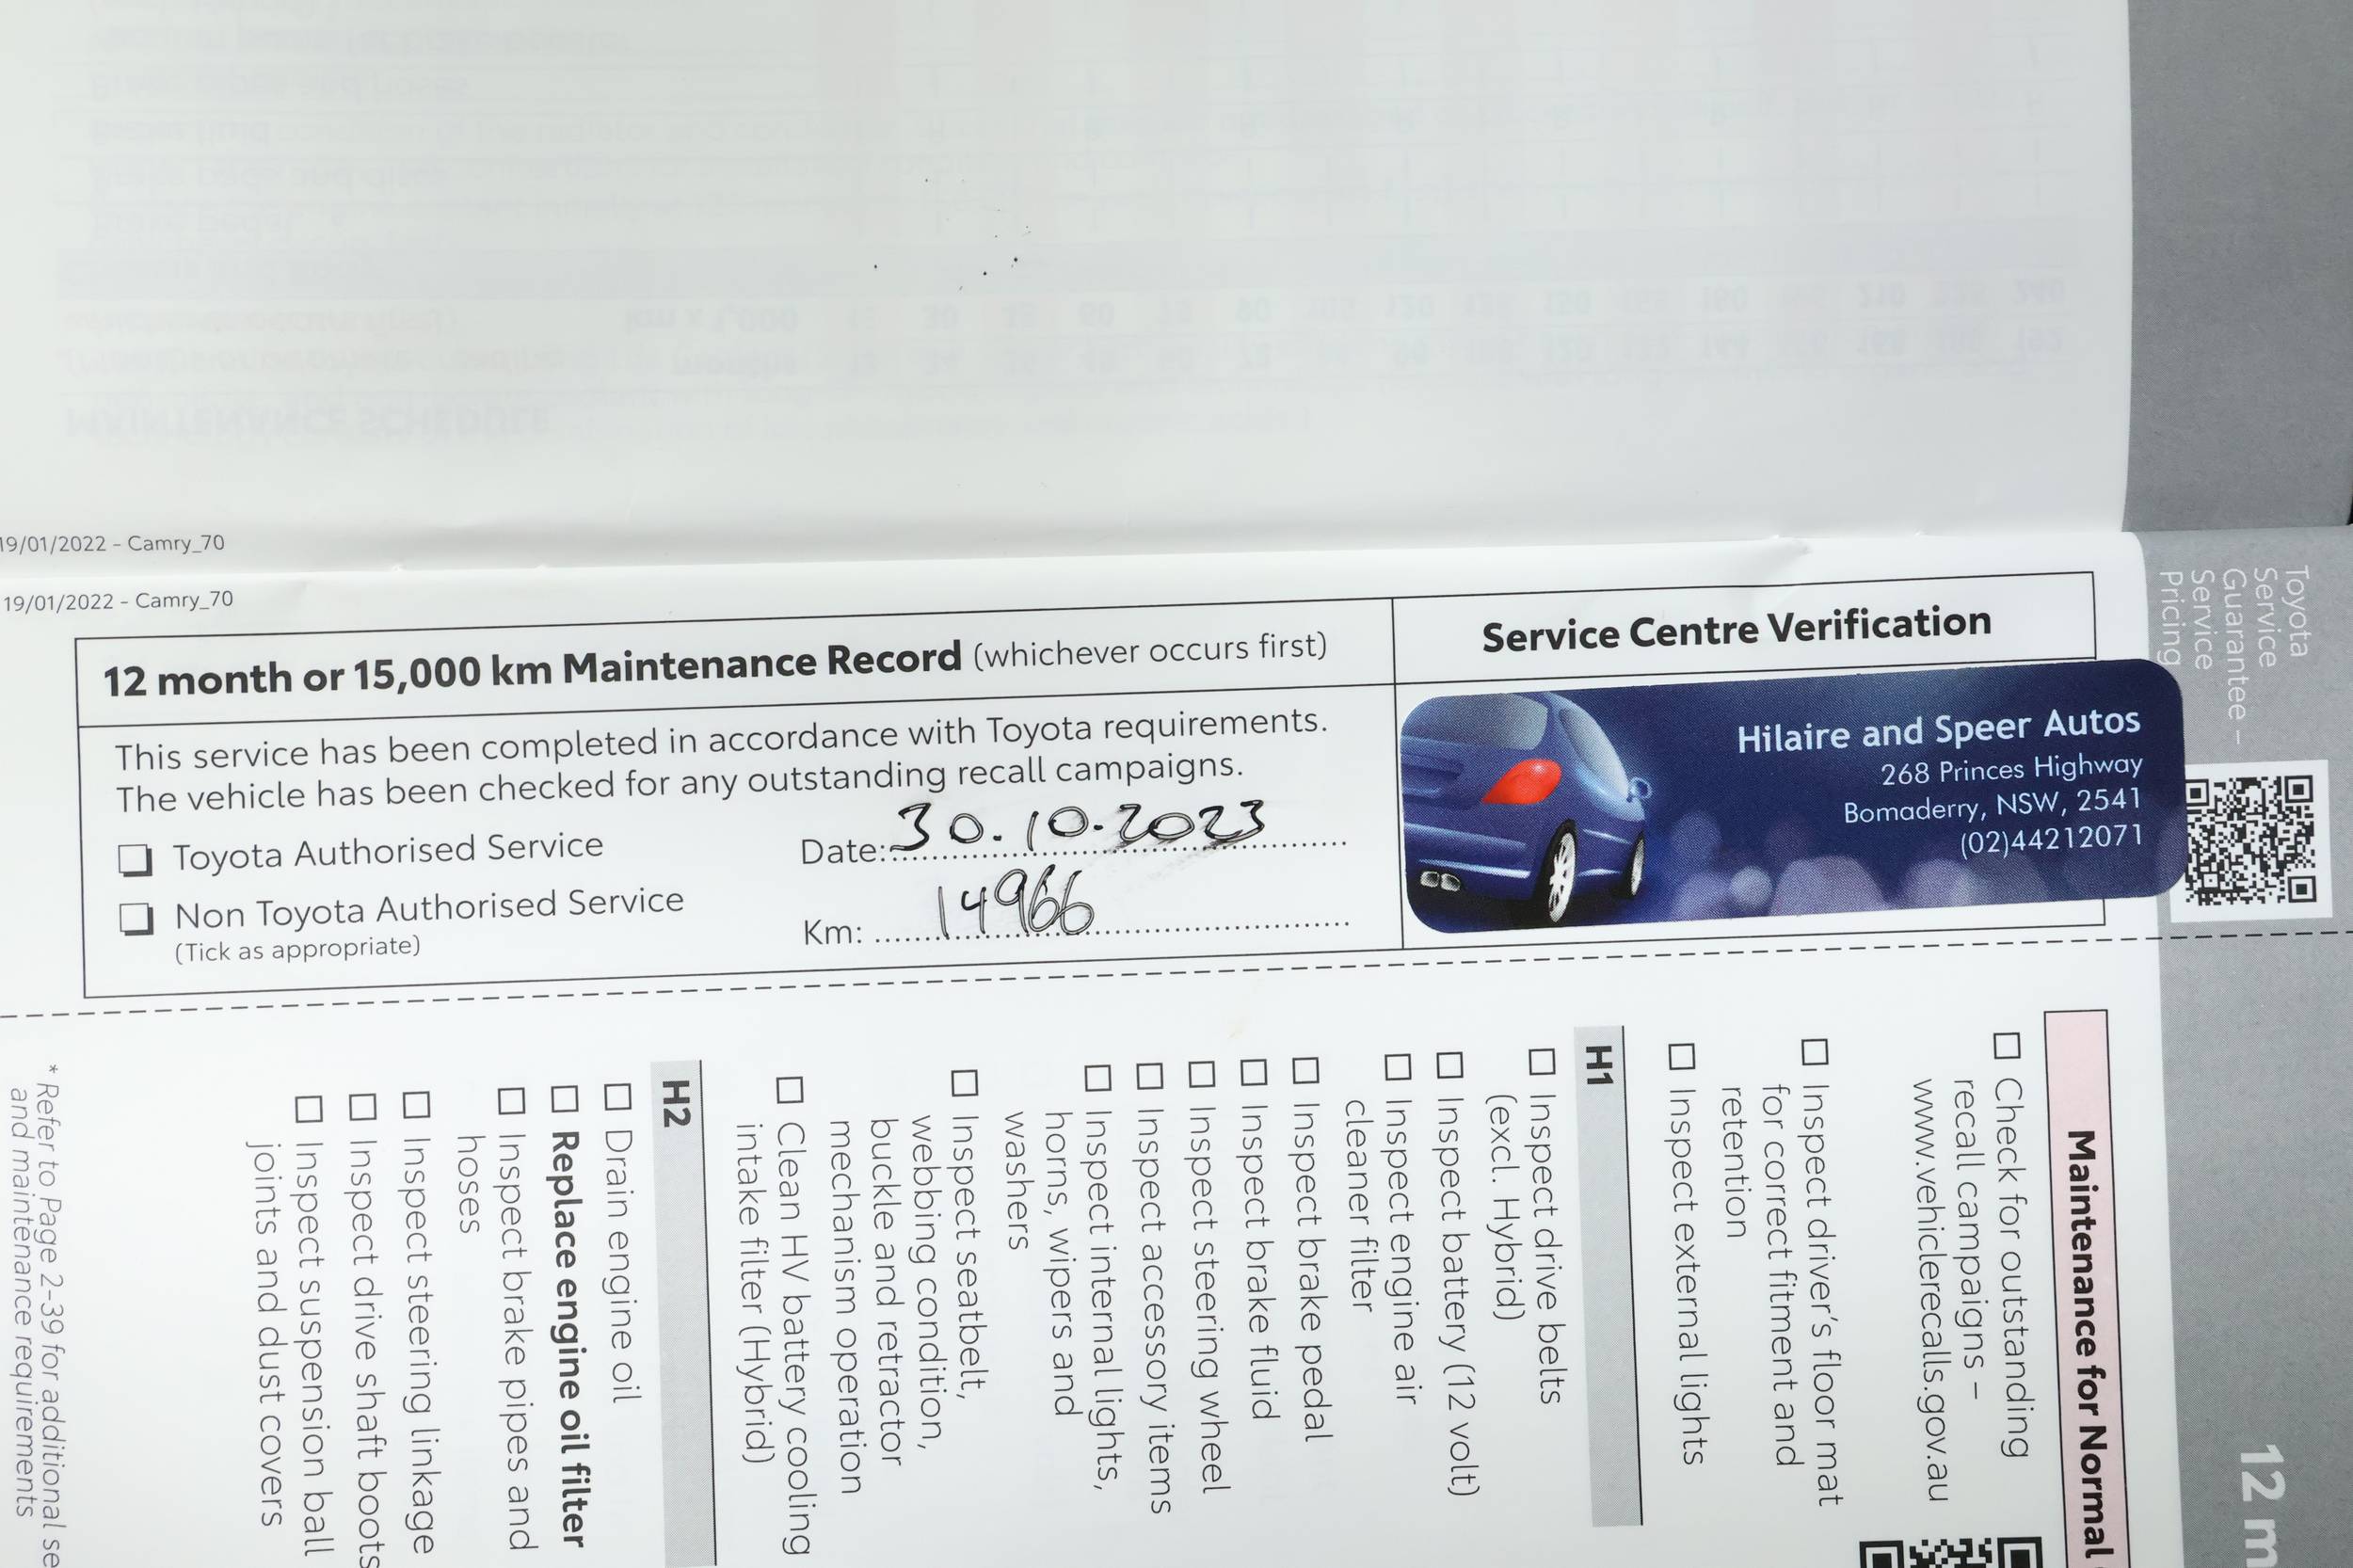 19/01/2022 - Camry_70
19/01/2022 - Camry_70
12 month or 15,000 km Maintenance Record (whichever occurs first)
Service Centre Verification
This service has been completed in accordance with Toyota requirements.
The vehicle has been checked for any outstanding recall campaigns.
Toyota Authorised Service
Non Toyota Authorised Service
(Tick as appropriate)
Date: 30.10.2023
Km: 14966
Hilaire and Speer Autos
268 Princes Highway
Bomaderry, NSW, 2541
(02)44212071
Toyota
Service
Guarantee –
Service
Pricing
12 m
Maintenance for Normal
Check for outstanding
recall campaigns –
www.vehiclerecalls.gov.au
Inspect driver's floor mat
for correct fitment and
retention
Inspect external lights
H1
Inspect drive belts
(excl. Hybrid)
Inspect battery (12 volt)
Inspect engine air
cleaner filter
Inspect brake pedal
Inspect brake fluid
Inspect steering wheel
Inspect accessory items
Inspect internal lights,
horns, wipers and
washers
Inspect seatbelt,
webbing condition,
buckle and retractor
mechanism operation
Clean HV battery cooling
intake filter (Hybrid)
H2
Drain engine oil
Replace engine oil filter
Inspect brake pipes and
hoses
Inspect steering linkage
Inspect drive shaft boots
Inspect suspension ball
joints and dust covers
* Refer to Page 2-39 for additional se
and maintenance requirements